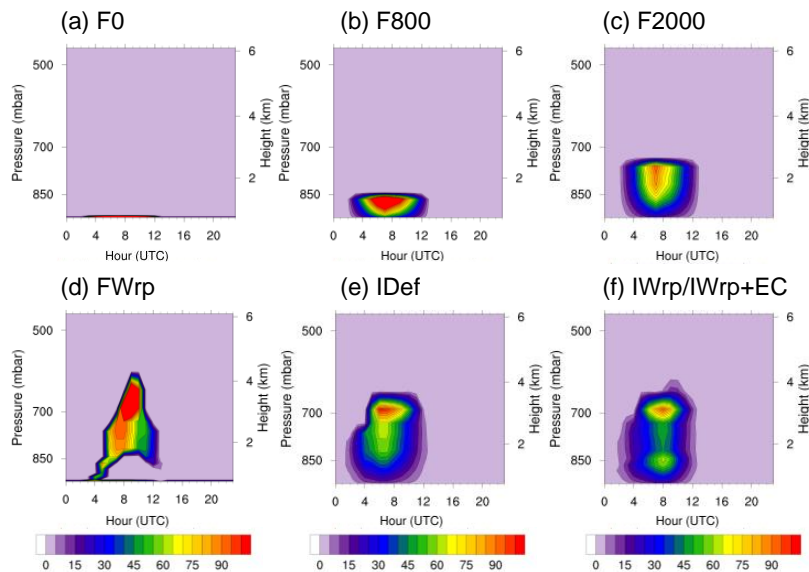 (a) F0
(b) F800
(c) F2000
Pressure (mbar)
500
700
850
6
4
2
Height (km)
0 4 8 12 16 20
Hour (UTC)
Pressure (mbar)
500
700
850
6
4
2
Height (km)
0 4 8 12 16 20
Hour (UTC)
Pressure (mbar)
500
700
850
6
4
2
Height (km)
0 4 8 12 16 20
Hour (UTC)
(d) FWrp
(e) IDef
(f) IWrp/IWrp+EC
Pressure (mbar)
500
700
850
6
4
2
Height (km)
0 4 8 12 16 20
Hour (UTC)
Pressure (mbar)
500
700
850
6
4
2
Height (km)
0 4 8 12 16 20
Hour (UTC)
Pressure (mbar)
500
700
850
6
4
2
Height (km)
0 4 8 12 16 20
Hour (UTC)
0 15 30 45 60 75 90
0 15 30 45 60 75 90
0 15 30 45 60 75 90